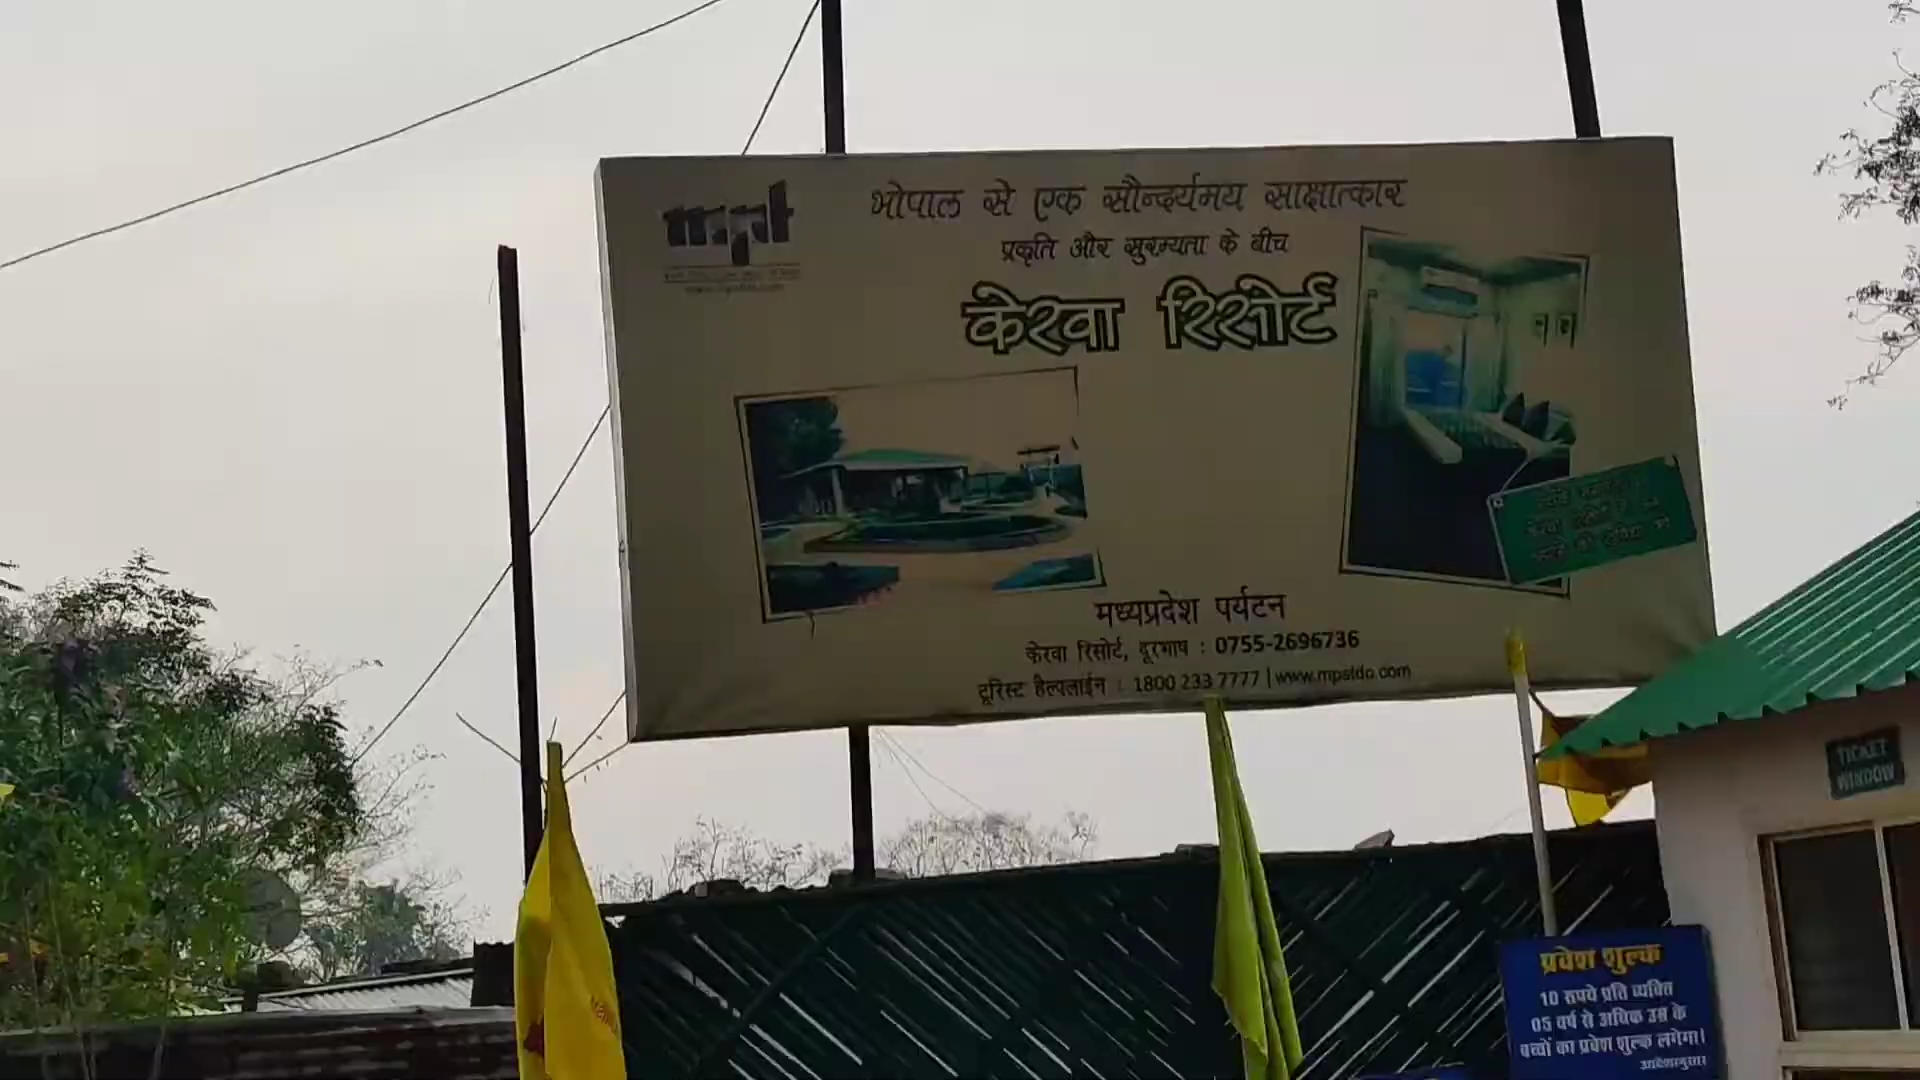 mpt
भोपाल से एक सौन्दर्यमय साक्षात्कार
प्रकृति और सुरम्यता के बीच
केरवा रिसोर्ट
मध्यप्रदेश पर्यटन
केरवा रिसोर्ट, दूरभाष : 0755-2696736
टूरिस्ट हैल्पलाईन : 1800 233 7777 | www.mpstdc.com
TICKET
WINDOW
प्रवेश शुल्क
10 रुपये प्रति व्यक्ति
05 वर्ष से अधिक उम्र के
बच्चों का प्रवेश शुल्क लगेगा।
आदेशानुसार